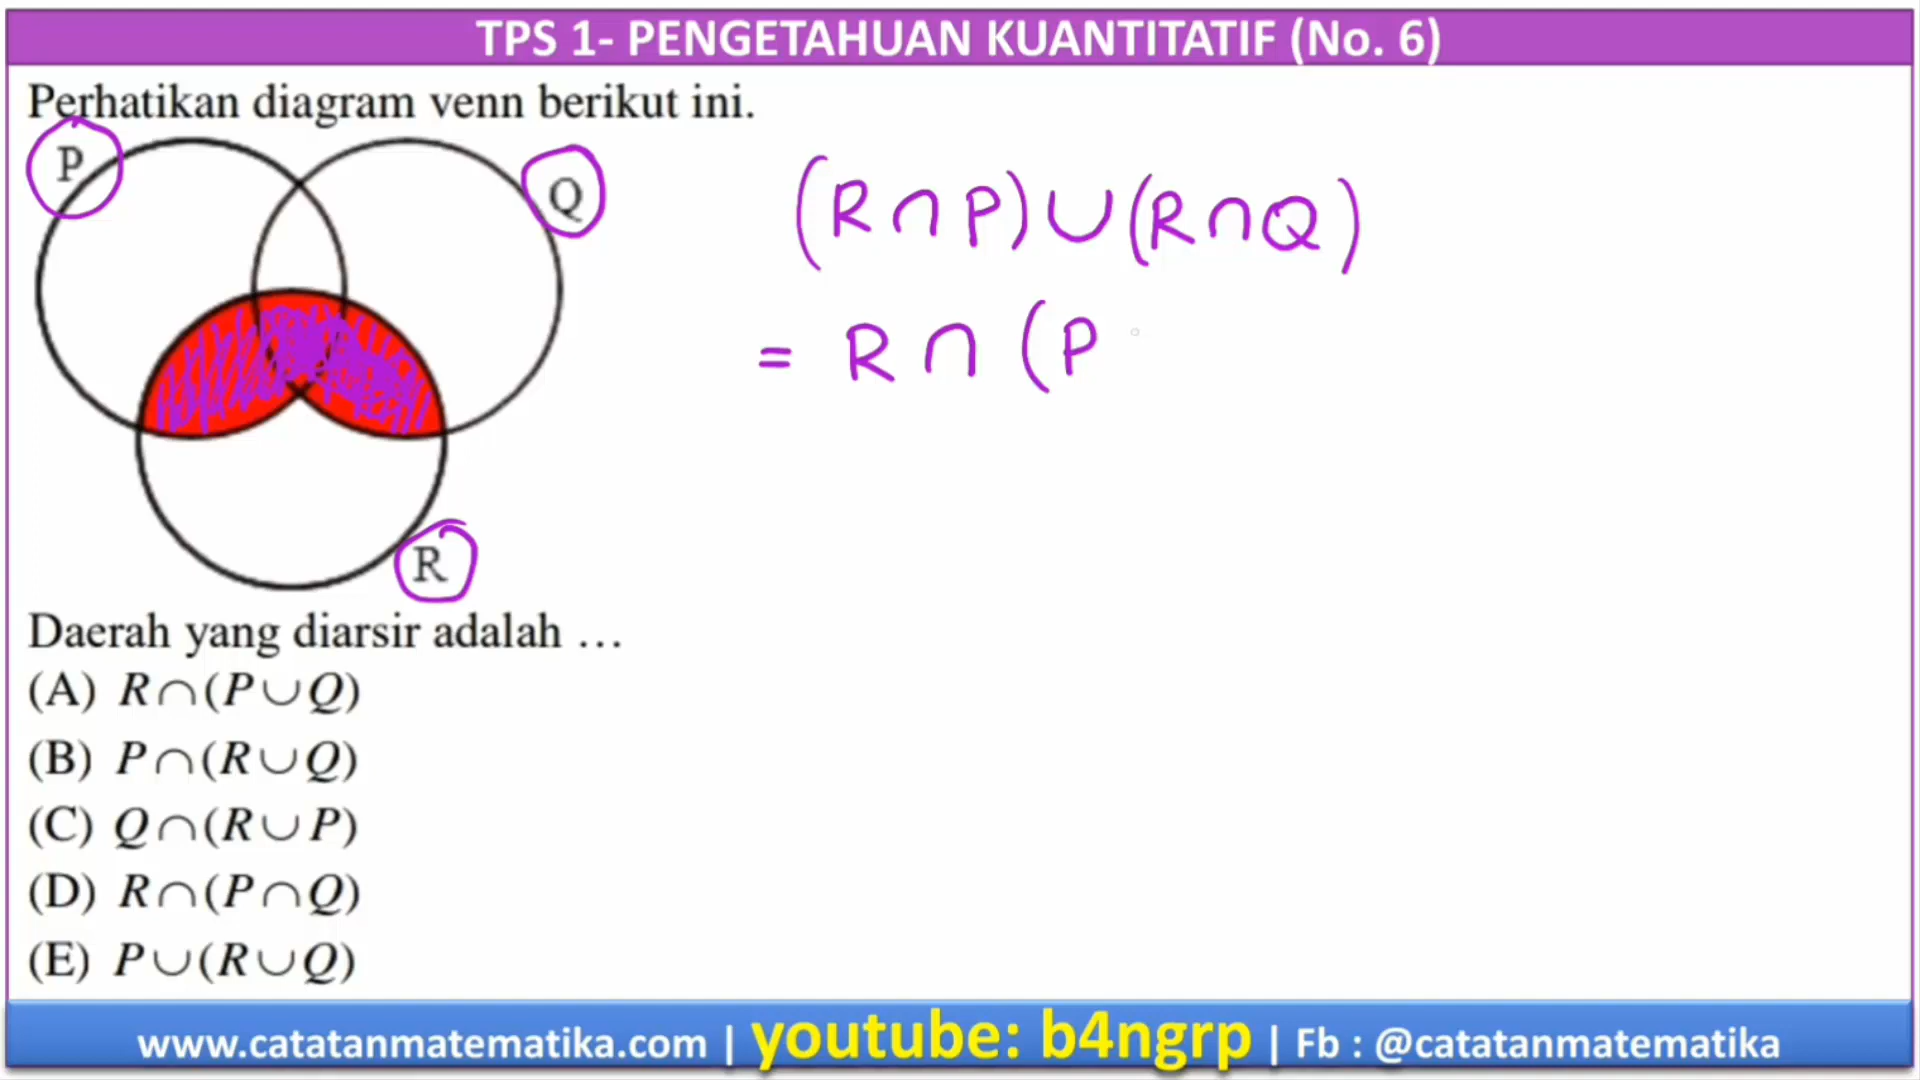 TPS 1- PENGETAHUAN KUANTITATIF (No. 6)
Perhatikan diagram venn berikut ini.
P
Q
R
(R∩P)∪(R∩Q)
= R∩(P
Daerah yang diarsir adalah …
(A) R∩(P∪Q)
(B) P∩(R∪Q)
(C) Q∩(R∪P)
(D) R∩(P∩Q)
(E) P∪(R∪Q)
www.catatanmatematika.com | youtube: b4ngrp | Fb : @catatanmatematika